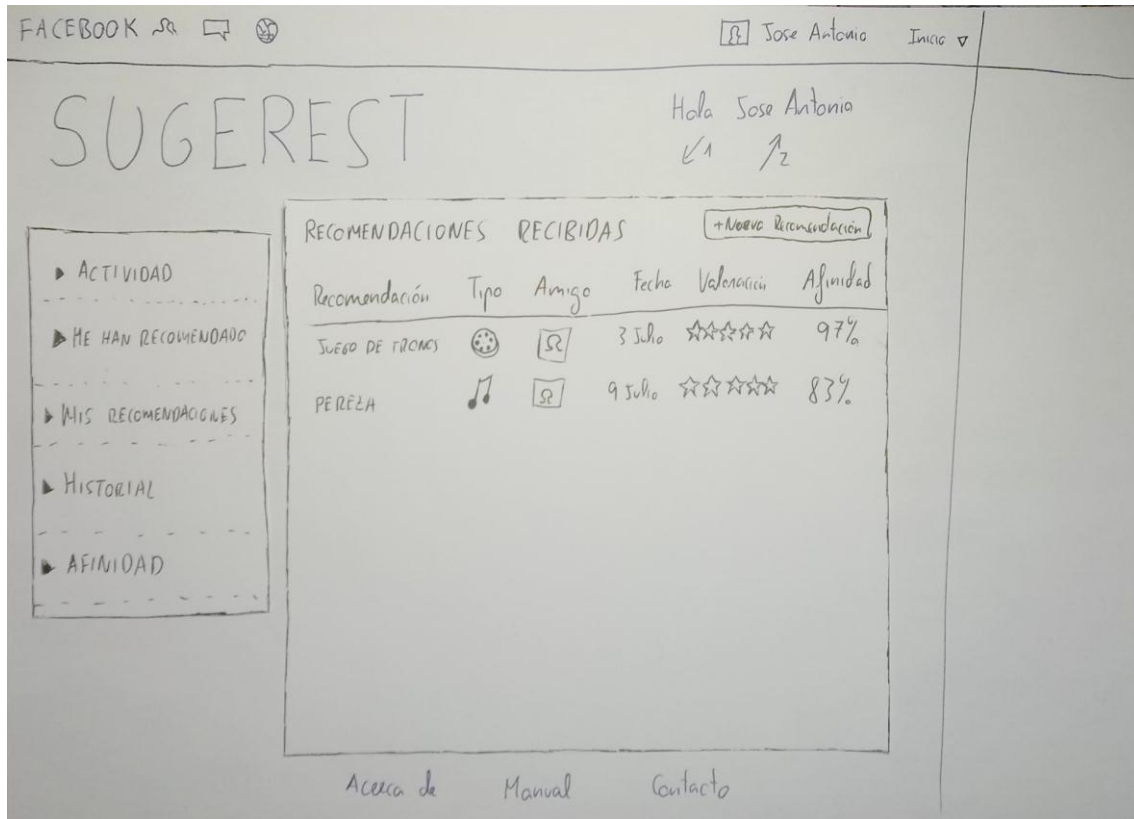 FACEBOOK Jose Antonio Inicio
SUGEREST
Hola Jose Antonio
1 2
RECOMENDACIONES RECIBIDAS +Nueva Recomendación
Recomendación Tipo Amigo Fecha Valoración Afinidad
JUEGO DE TRONOS 3 Julio 97%
PEREZA 9 Julio 83%
ACTIVIDAD
ME HAN RECOMENDADO
MIS RECOMENDACIONES
HISTORIAL
AFINIDAD
Acerca de Manual Contacto